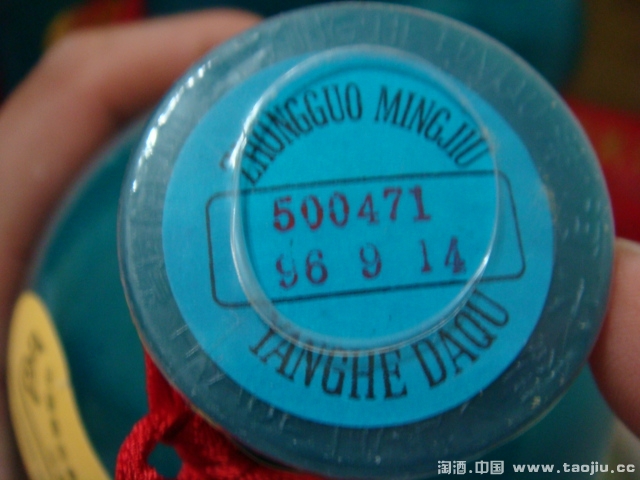 ZHONGGUO MINGJIU
500471
96 9 14
YANGHE DAQU
淘酒.中国 www.taojiu.cc